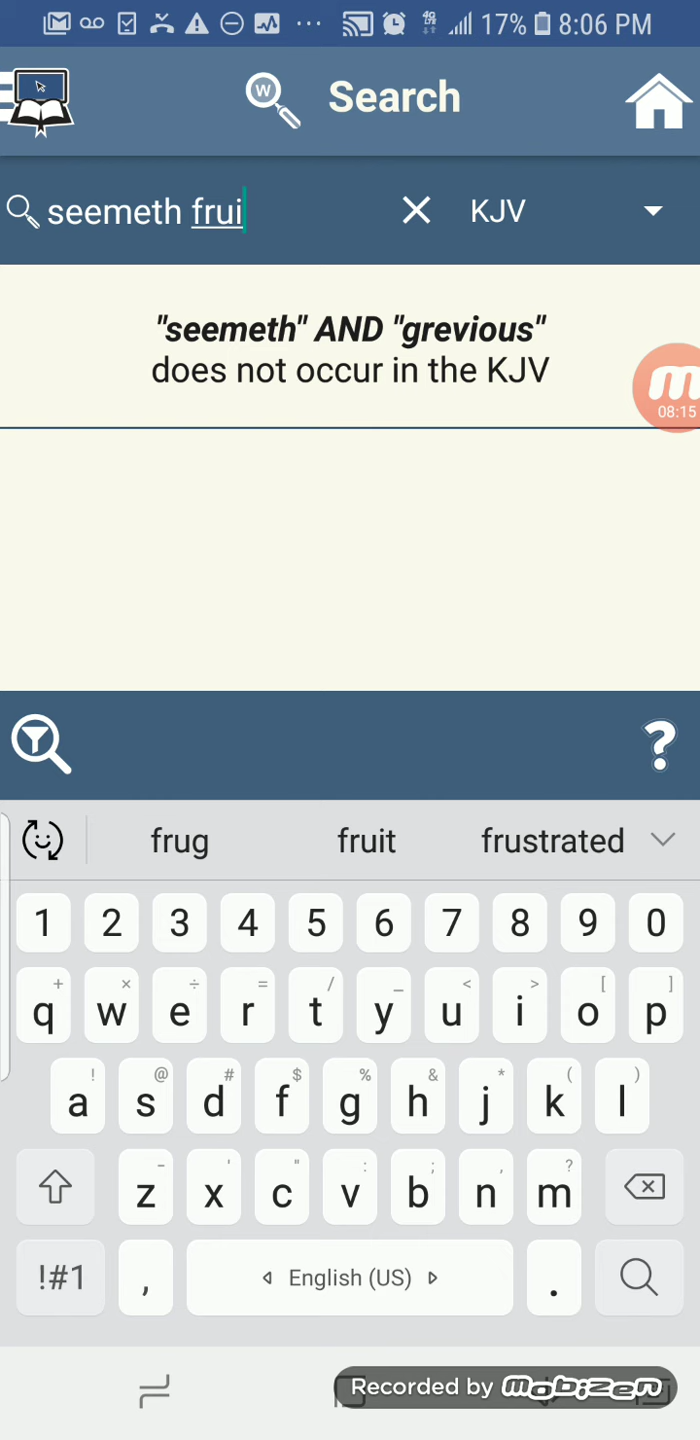 17% 8:06 PM
W Search
seemeth frui KJV
"seemeth" AND "grevious"
does not occur in the KJV
08:15
?
frug fruit frustrated
1 2 3 4 5 6 7 8 9 0
+ × ÷ = / _ < > [ ]
q w e r t y u i o p
! @ # $ % & * ( )
a s d f g h j k l
- ' " : ; , ?
z x c v b n m
!#1 , English (US) .
Recorded by mobizen